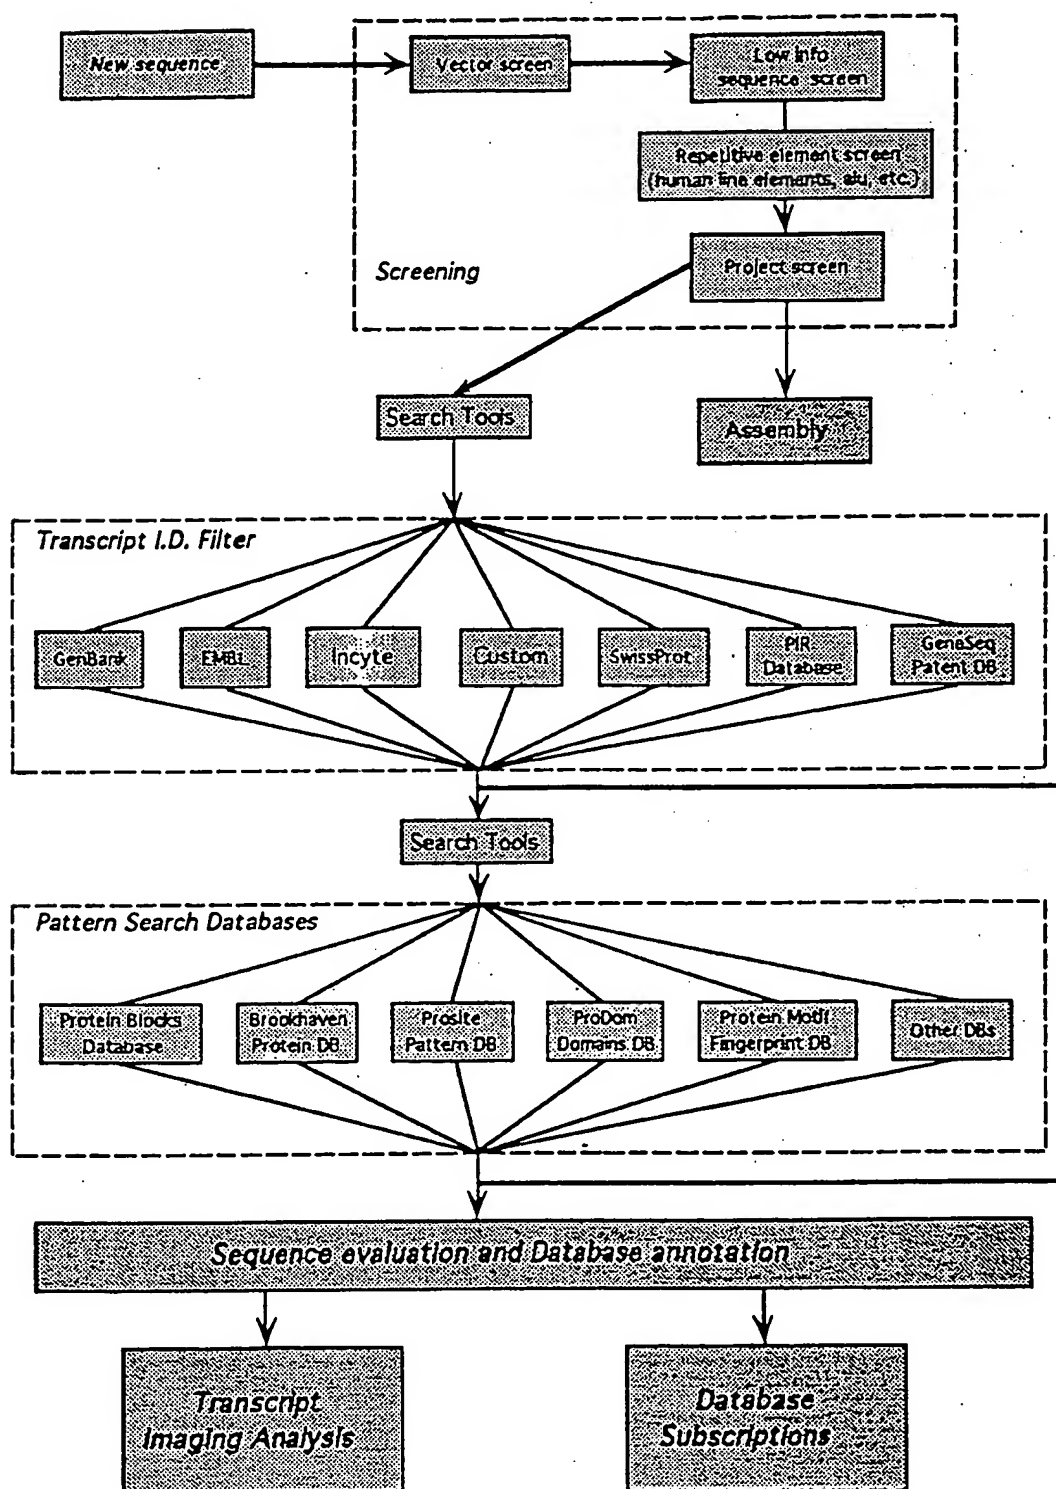 New sequence
Vector screen
Low info
sequence screen
Repetitive element screen
(human line elements, alu, etc.)
Project screen
Screening
Search Tools
Assembly
Transcript I.D. Filter
GenBank
EMBL
Incyte
Custom
SwissProt
PIR
Database
GeneSeq
Patent DB
Search Tools
Pattern Search Databases
Protein Blocks
Database
Brookhaven
Protein DB
Prosite
Pattern DB
ProDom
Domains DB
Protein Motif
Fingerprint DB
Other DBs
Sequence evaluation and Database annotation
Transcript
Imaging Analysis
Database
Subscriptions